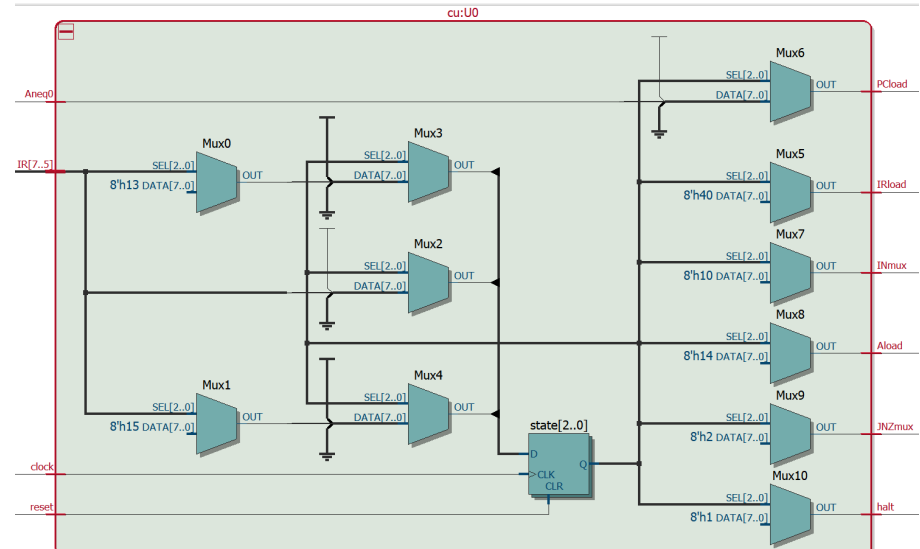 cu:U0
Mux6
SEL[2..0]
DATA[7..0]
OUT
PCload
Aneq0
Mux3
SEL[2..0]
DATA[7..0]
OUT
Mux0
IR[7..5]
SEL[2..0]
8'h13 DATA[7..0]
OUT
Mux5
SEL[2..0]
8'h40 DATA[7..0]
OUT
IRload
Mux2
SEL[2..0]
DATA[7..0]
OUT
Mux7
SEL[2..0]
8'h10 DATA[7..0]
OUT
INmux
Mux8
SEL[2..0]
8'h14 DATA[7..0]
OUT
Aload
Mux4
SEL[2..0]
DATA[7..0]
OUT
Mux1
SEL[2..0]
8'h15 DATA[7..0]
OUT
Mux9
SEL[2..0]
8'h2 DATA[7..0]
OUT
JNZmux
state[2..0]
D
Q
CLK
CLR
clock
reset
Mux10
SEL[2..0]
8'h1 DATA[7..0]
OUT
halt